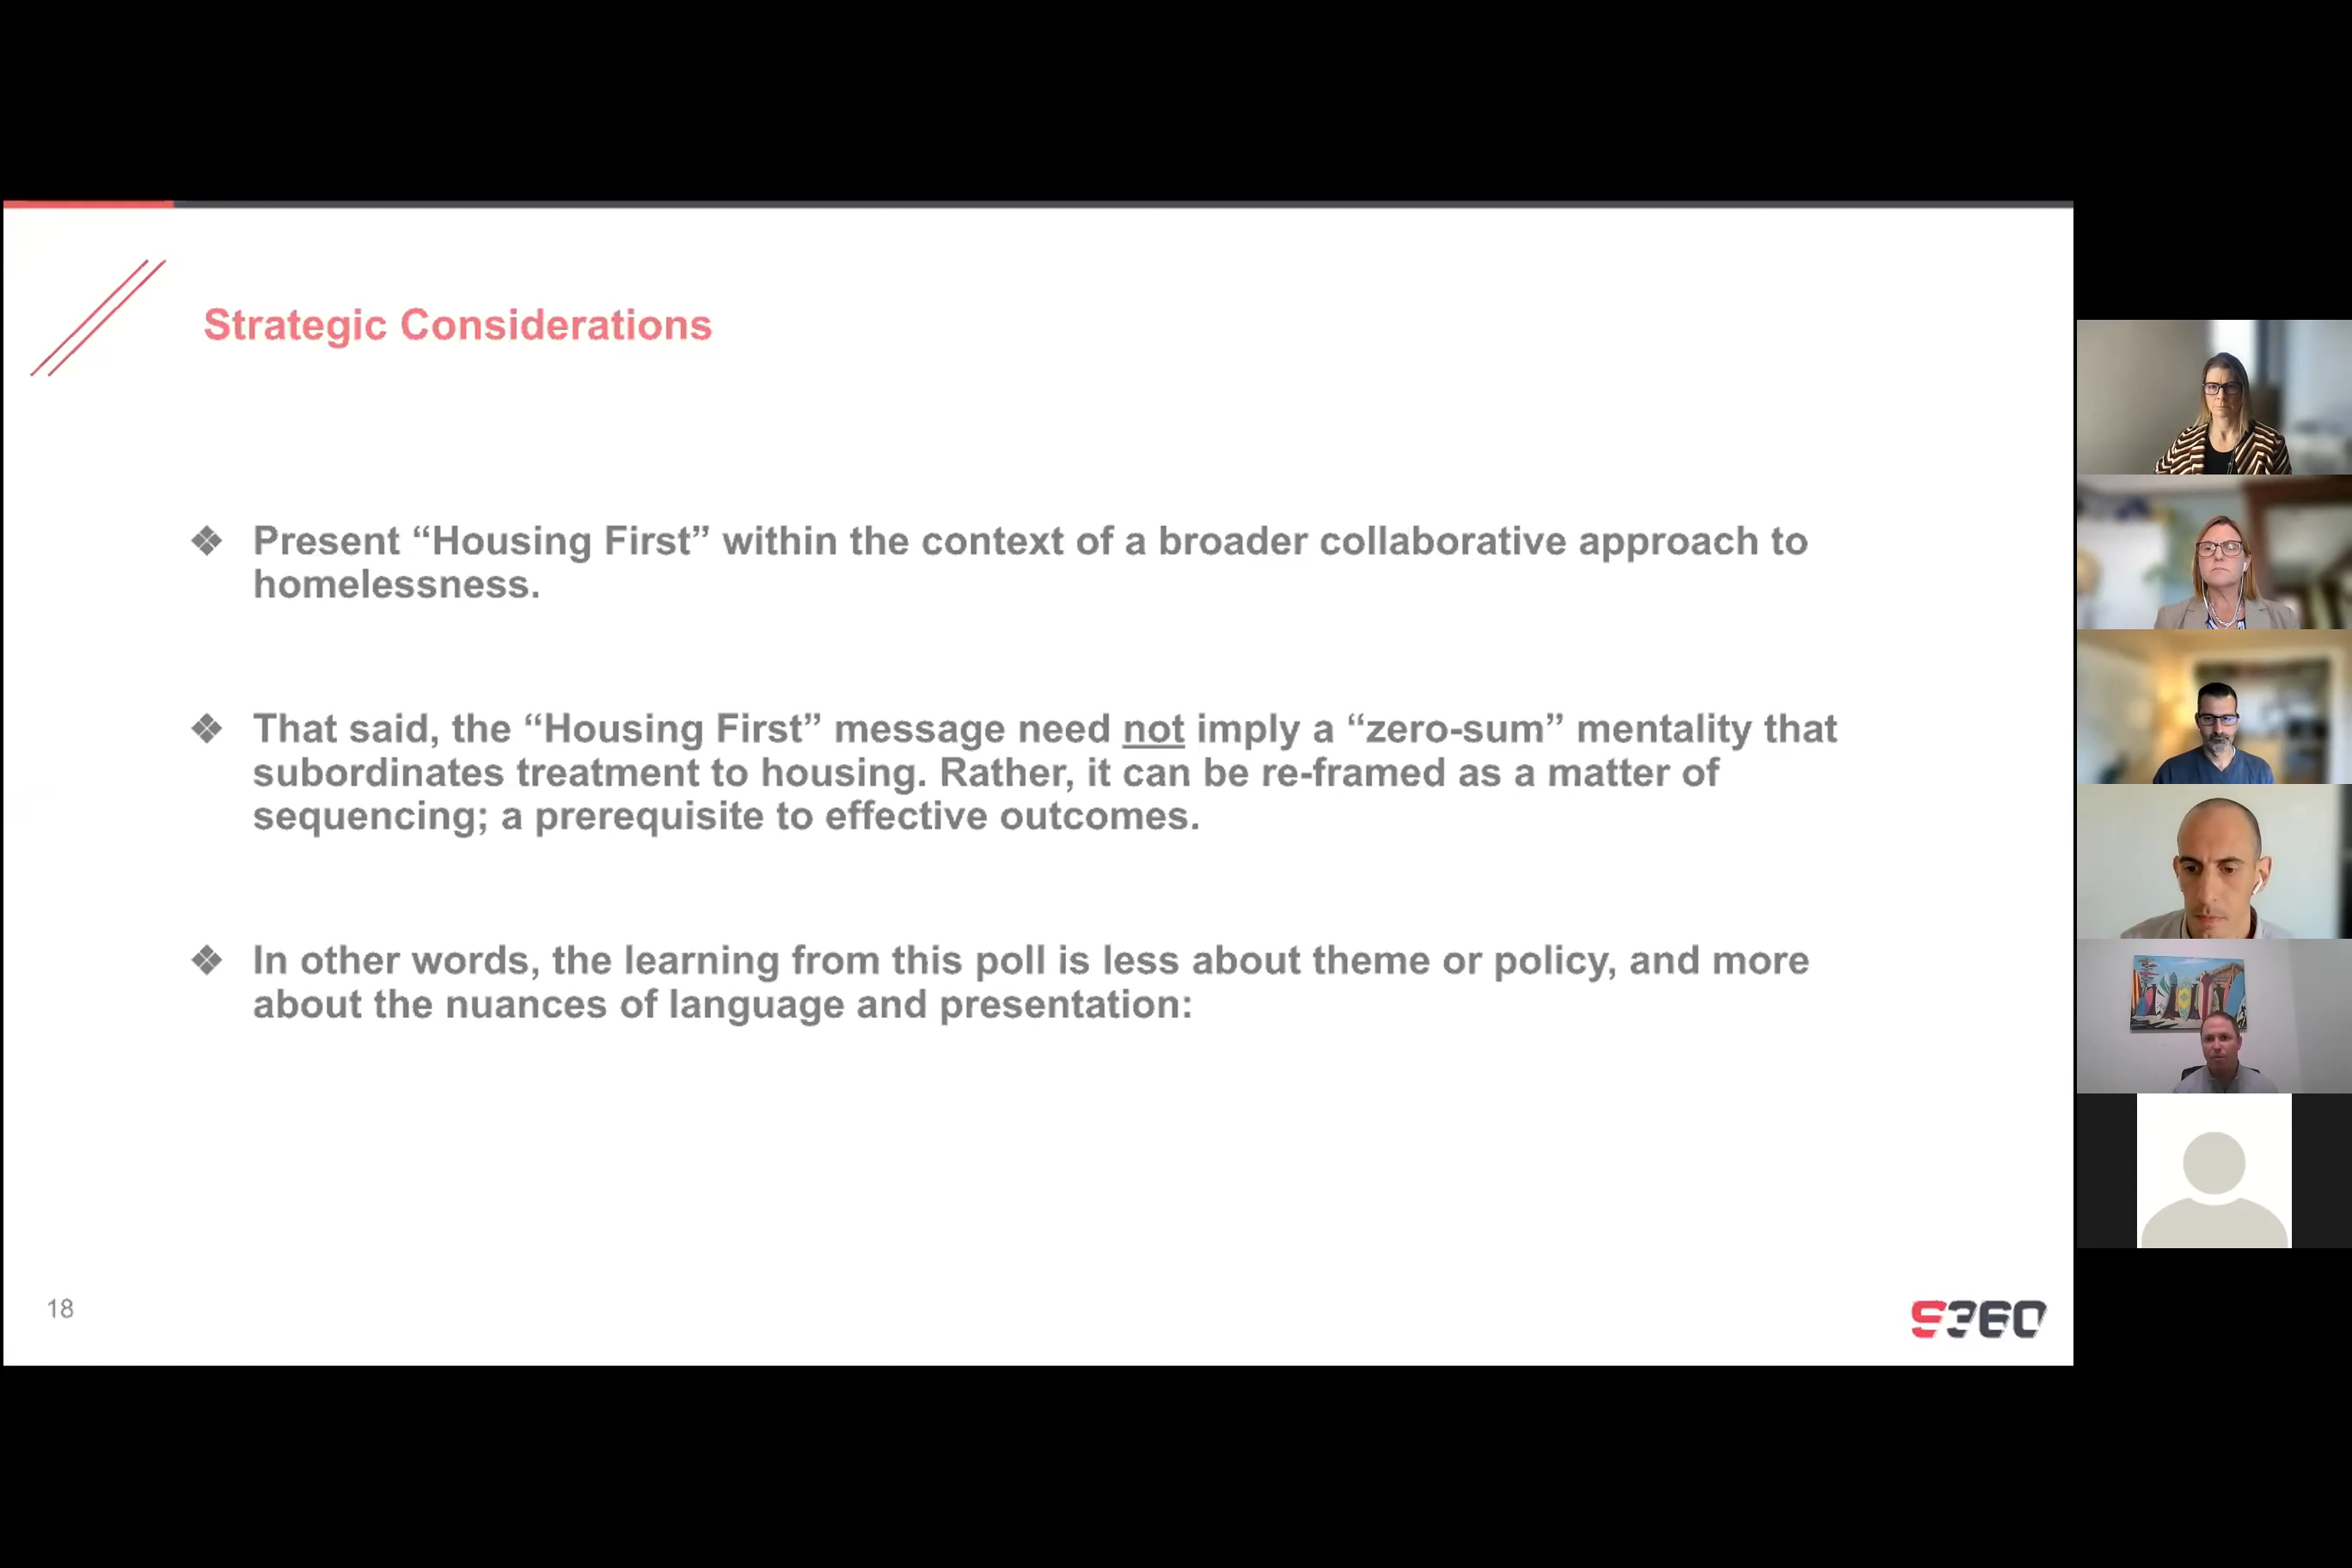 Strategic Considerations
❖ Present “Housing First” within the context of a broader collaborative approach to
homelessness.
❖ That said, the “Housing First” message need not imply a “zero-sum” mentality that
subordinates treatment to housing. Rather, it can be re-framed as a matter of
sequencing; a prerequisite to effective outcomes.
❖ In other words, the learning from this poll is less about theme or policy, and more
about the nuances of language and presentation:
18
S360